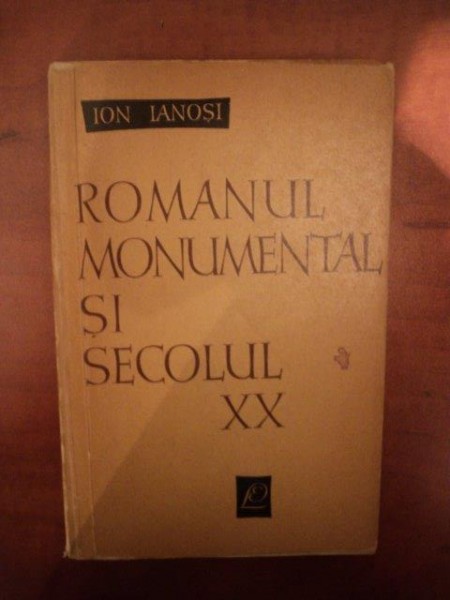 ION IANOȘI
ROMANUL
MONUMENTAL
ȘI
SECOLUL
XX